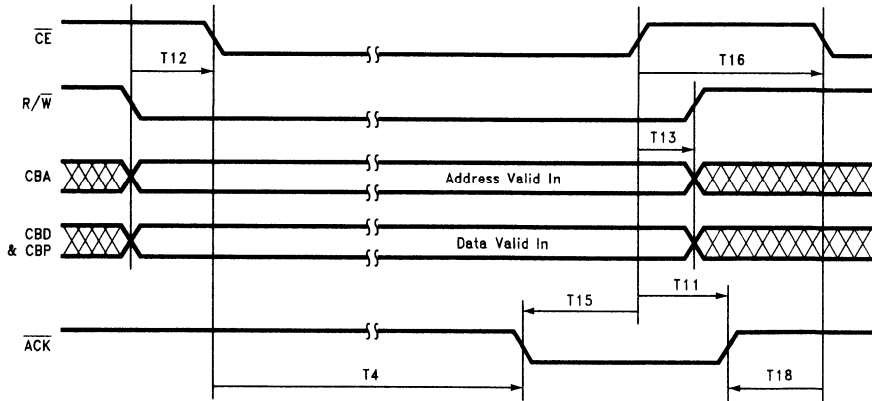 CE
T12
T16
R/W
T13
CBA
Address Valid In
CBD
& CBP
Data Valid In
T15
T11
ACK
T4
T18